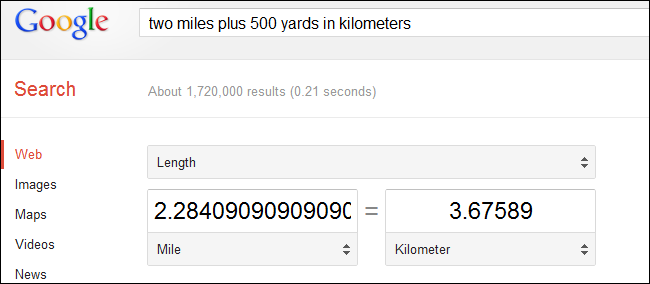 Google
two miles plus 500 yards in kilometers
Search
About 1,720,000 results (0.21 seconds)
Web
Images
Maps
Videos
News
Length
2.28409090909090 = 3.67589
Mile
Kilometer